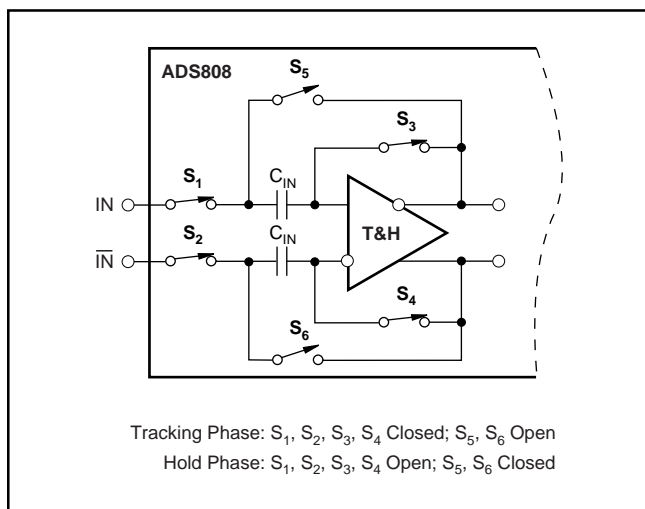 ADS808
S5
S3
S1
CIN
IN
T&H
S2
CIN
IN
S4
S6
Tracking Phase: S1, S2, S3, S4 Closed; S5, S6 Open
Hold Phase: S1, S2, S3, S4 Open; S5, S6 Closed